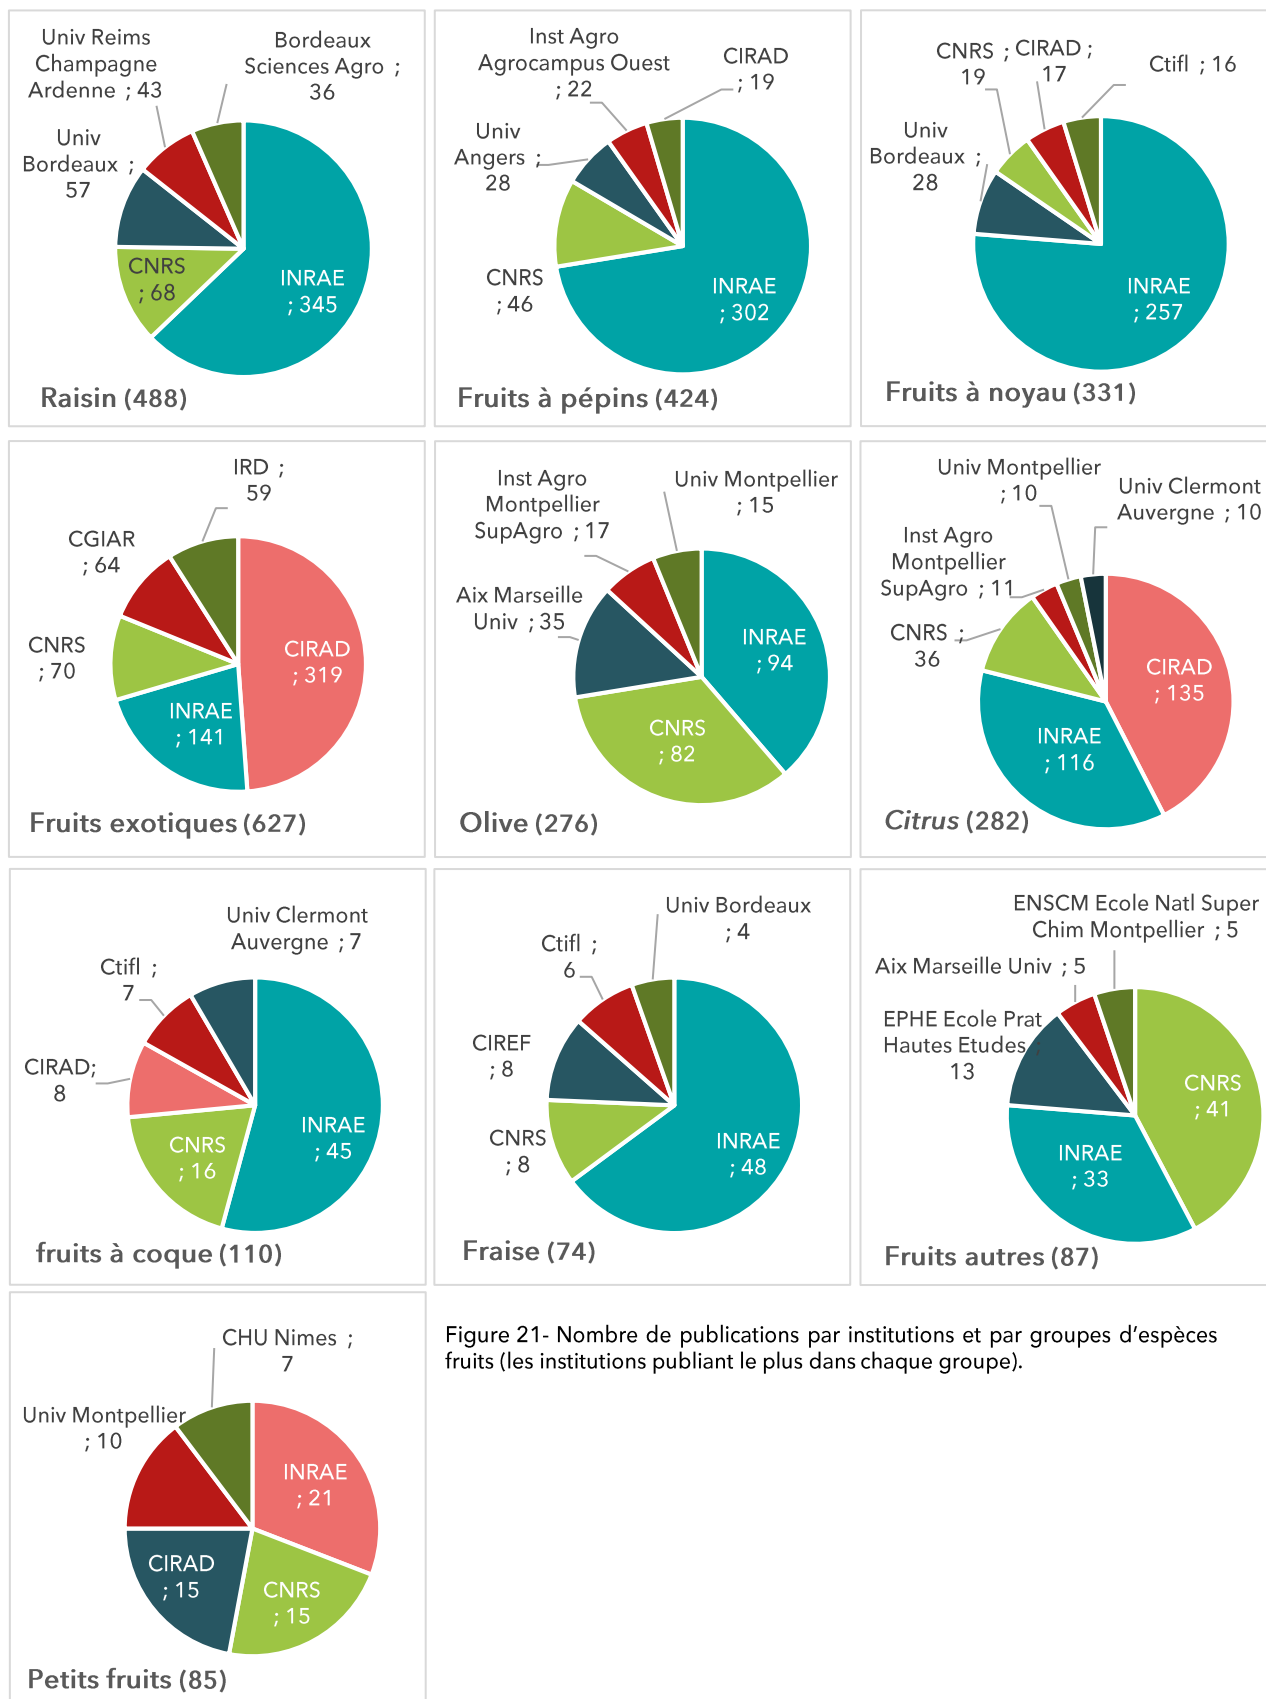 Univ Reims
Champagne
Ardenne ; 43
Bordeaux
Sciences Agro ;
36
Univ
Bordeaux ;
57
CNRS
; 68
INRAE
; 345
Raisin (488)
Inst Agro
Agrocampus Ouest
; 22
CIRAD
; 19
Univ
Angers ;
28
CNRS
; 46
INRAE
; 302
Fruits à pépins (424)
CNRS ;
19
CIRAD ;
17
Ctifl ; 16
Univ
Bordeaux ;
28
INRAE
; 257
Fruits à noyau (331)
IRD ;
59
CGIAR
; 64
CNRS
; 70
CIRAD
; 319
INRAE
; 141
Fruits exotiques (627)
Inst Agro
Montpellier
SupAgro ; 17
Univ Montpellier
; 15
Aix Marseille
Univ ; 35
INRAE
; 94
CNRS
; 82
Olive (276)
Univ Montpellier
; 10
Univ Clermont
Auvergne ; 10
Inst Agro
Montpellier
SupAgro ; 11
CNRS ;
36
CIRAD
; 135
INRAE
; 116
Citrus (282)
Univ Clermont
Auvergne ; 7
Ctifl ;
7
CIRAD;
8
CNRS
; 16
INRAE
; 45
fruits à coque (110)
Univ Bordeaux
; 4
Ctifl ;
6
CIREF
; 8
CNRS
; 8
INRAE
; 48
Fraise (74)
ENSCM Ecole Natl Super
Chim Montpellier ; 5
Aix Marseille Univ ; 5
EPHE Ecole Prat
Hautes Etudes ;
13
CNRS
; 41
INRAE
; 33
Fruits autres (87)
CHU Nimes ;
7
Univ Montpellier
; 10
INRAE
; 21
CIRAD
; 15
CNRS
; 15
Petits fruits (85)
Figure 21- Nombre de publications par institutions et par groupes d'espèces
fruits (les institutions publiant le plus dans chaque groupe).